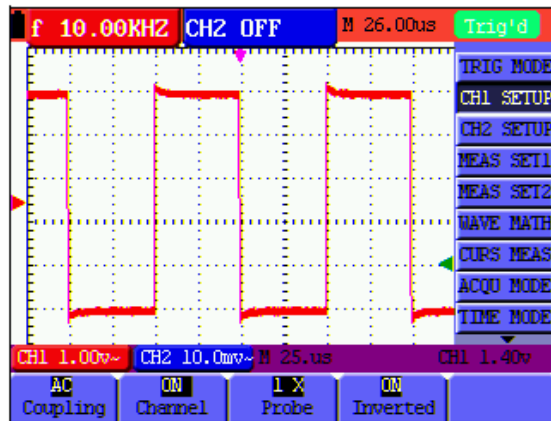 f 10.00KHZ CH2 OFF M 26.00us Trig'd
TRIG MODE
CH1 SETUP
CH2 SETUP
MEAS SET1
MEAS SET2
WAVE MATH
CURS MEAS
ACQU MODE
TIME MODE
CH1 1.00v~ CH2 10.0mv~ M 25.us CH1 1.40v
AC ON 1 X ON
Coupling Channel Probe Inverted